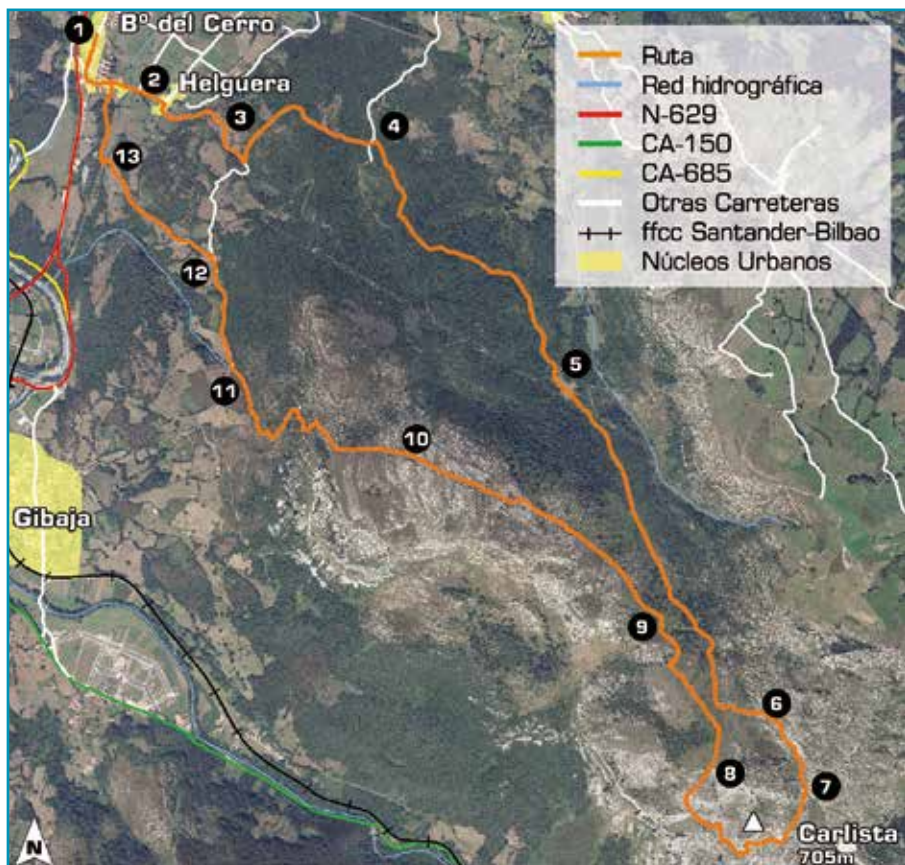 1
Bº del Cerro
2
Helguera
3
4
13
12
5
11
10
Gibaja
9
6
8
7
Carlista
705m
N
Ruta
Red hidrográfica
N-629
CA-150
CA-685
Otras Carreteras
ffcc Santander-Bilbao
Núcleos Urbanos